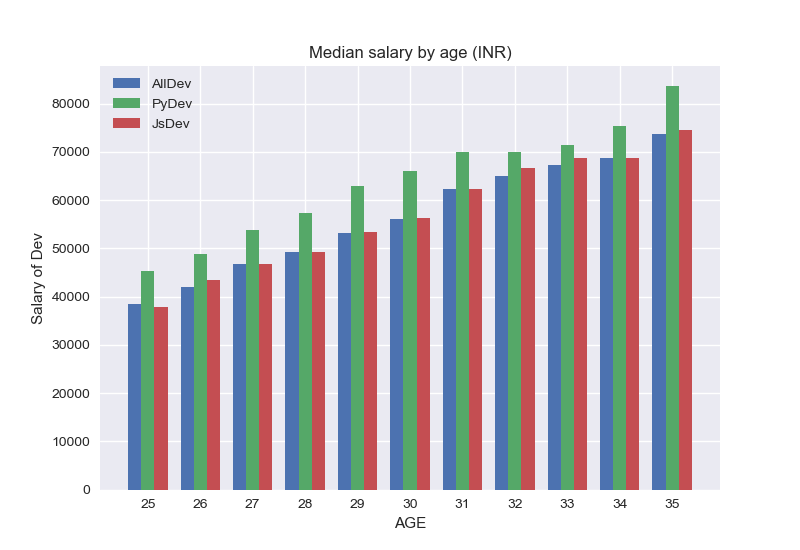 Median salary by age (INR)
AllDev
PyDev
JsDev
Salary of Dev
80000
70000
60000
50000
40000
30000
20000
10000
0
25 26 27 28 29 30 31 32 33 34 35
AGE